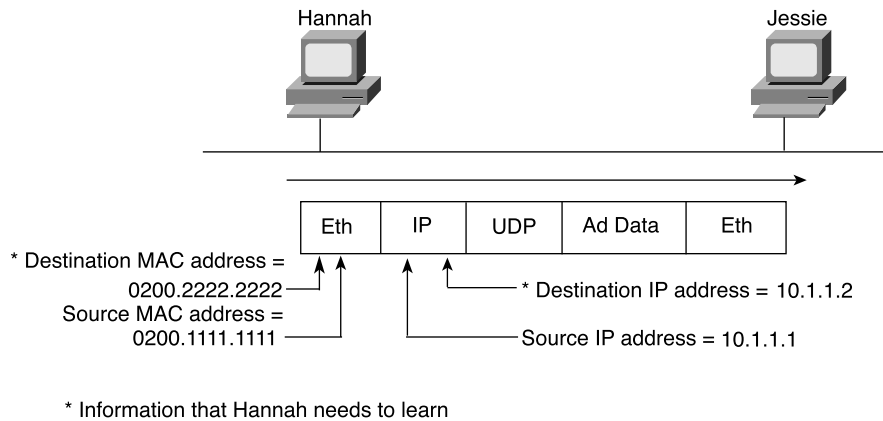 Hannah
Jessie
Eth
IP
UDP
Ad Data
Eth
* Destination MAC address =
0200.2222.2222
Source MAC address =
0200.1111.1111
* Destination IP address = 10.1.1.2
Source IP address = 10.1.1.1
* Information that Hannah needs to learn